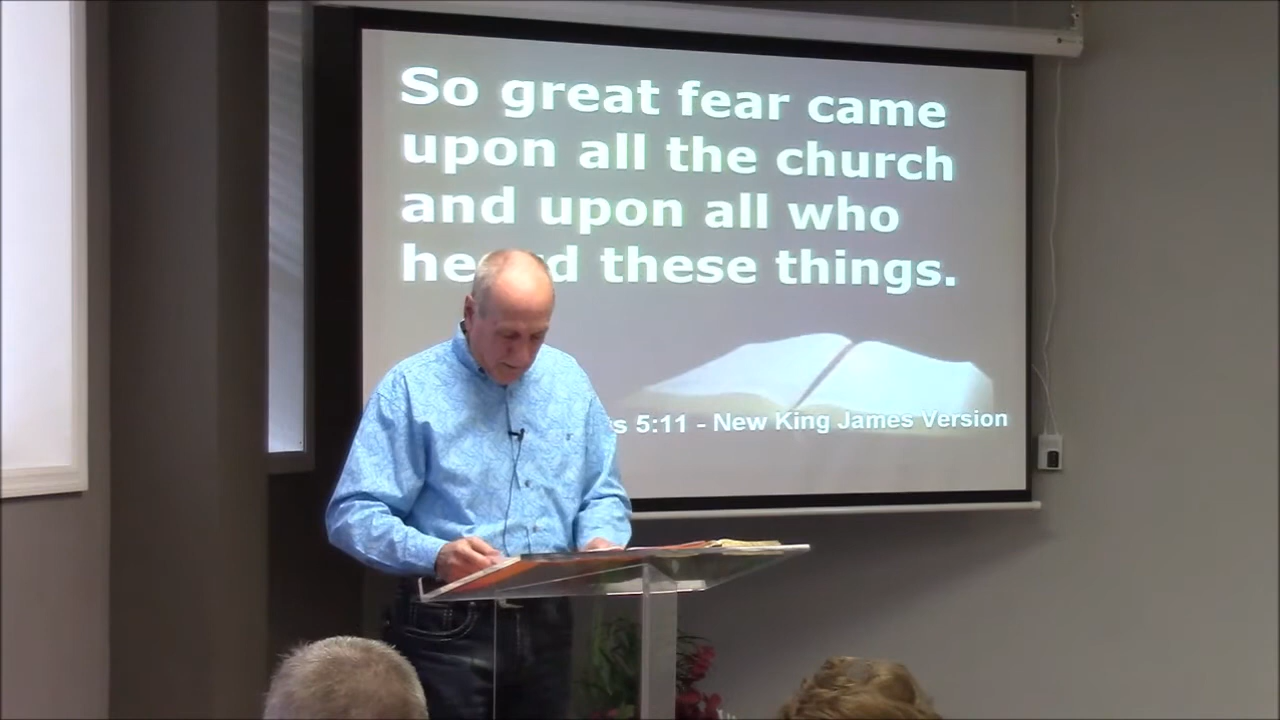 So great fear came
upon all the church
and upon all who
heard these things.
5:11 - New King James Version